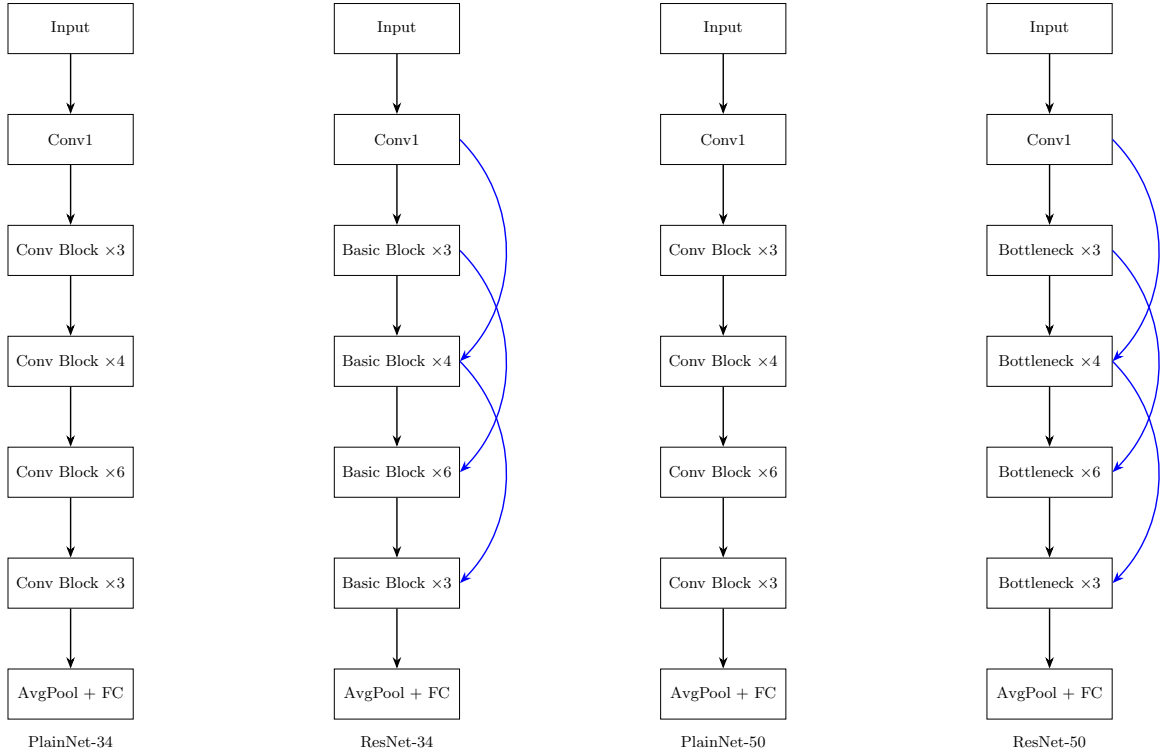 Input
Conv1
Conv Block ×3
Conv Block ×4
Conv Block ×6
Conv Block ×3
AvgPool + FC
PlainNet-34
Input
Conv1
Basic Block ×3
Basic Block ×4
Basic Block ×6
Basic Block ×3
AvgPool + FC
ResNet-34
Input
Conv1
Conv Block ×3
Conv Block ×4
Conv Block ×6
Conv Block ×3
AvgPool + FC
PlainNet-50
Input
Conv1
Bottleneck ×3
Bottleneck ×4
Bottleneck ×6
Bottleneck ×3
AvgPool + FC
ResNet-50